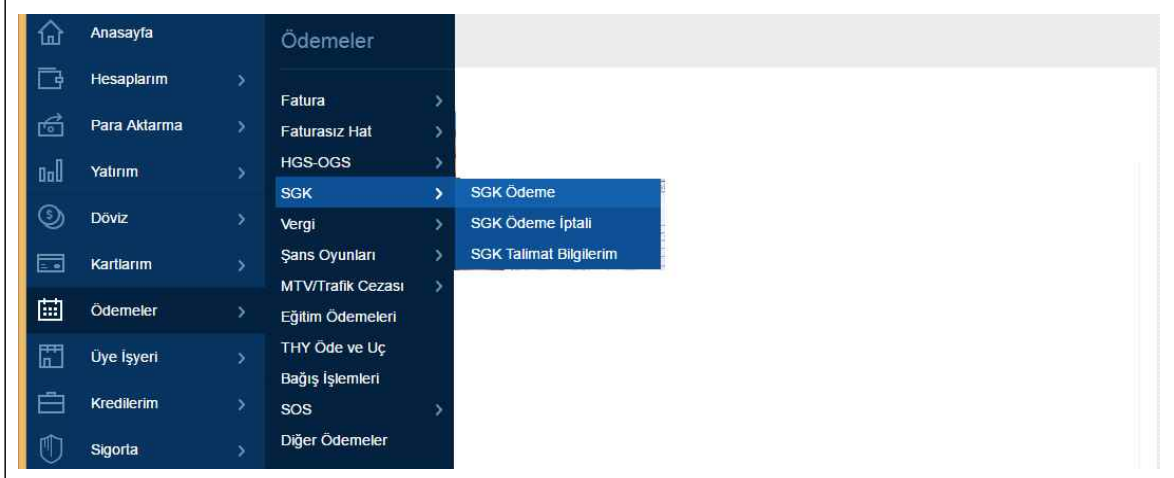 Anasayfa
Hesaplarım
Para Aktarma
Yatırım
Döviz
Kartlarım
Ödemeler
Üye İşyeri
Kredilerim
Sigorta
Ödemeler
Fatura
Faturasız Hat
HGS-OGS
SGK
Vergi
Şans Oyunları
MTV/Trafik Cezası
Eğitim Ödemeleri
THY Öde ve Uç
Bağış İşlemleri
SOS
Diğer Ödemeler
SGK Ödeme
SGK Ödeme İptali
SGK Talimat Bilgilerim